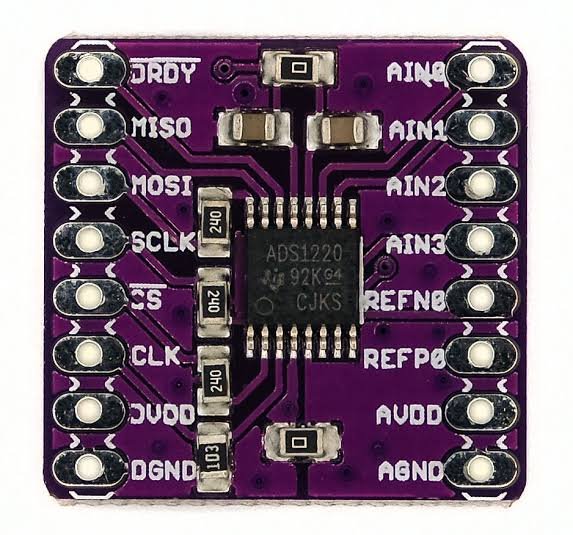 DRDY
MISO
MOSI
SCLK
CS
CLK
DVDD
DGND
240
240
240
103
ADS1220
92K G4
CJKS
AIN0
AIN1
AIN2
AIN3
REFN0
REFP0
AVDD
AGND